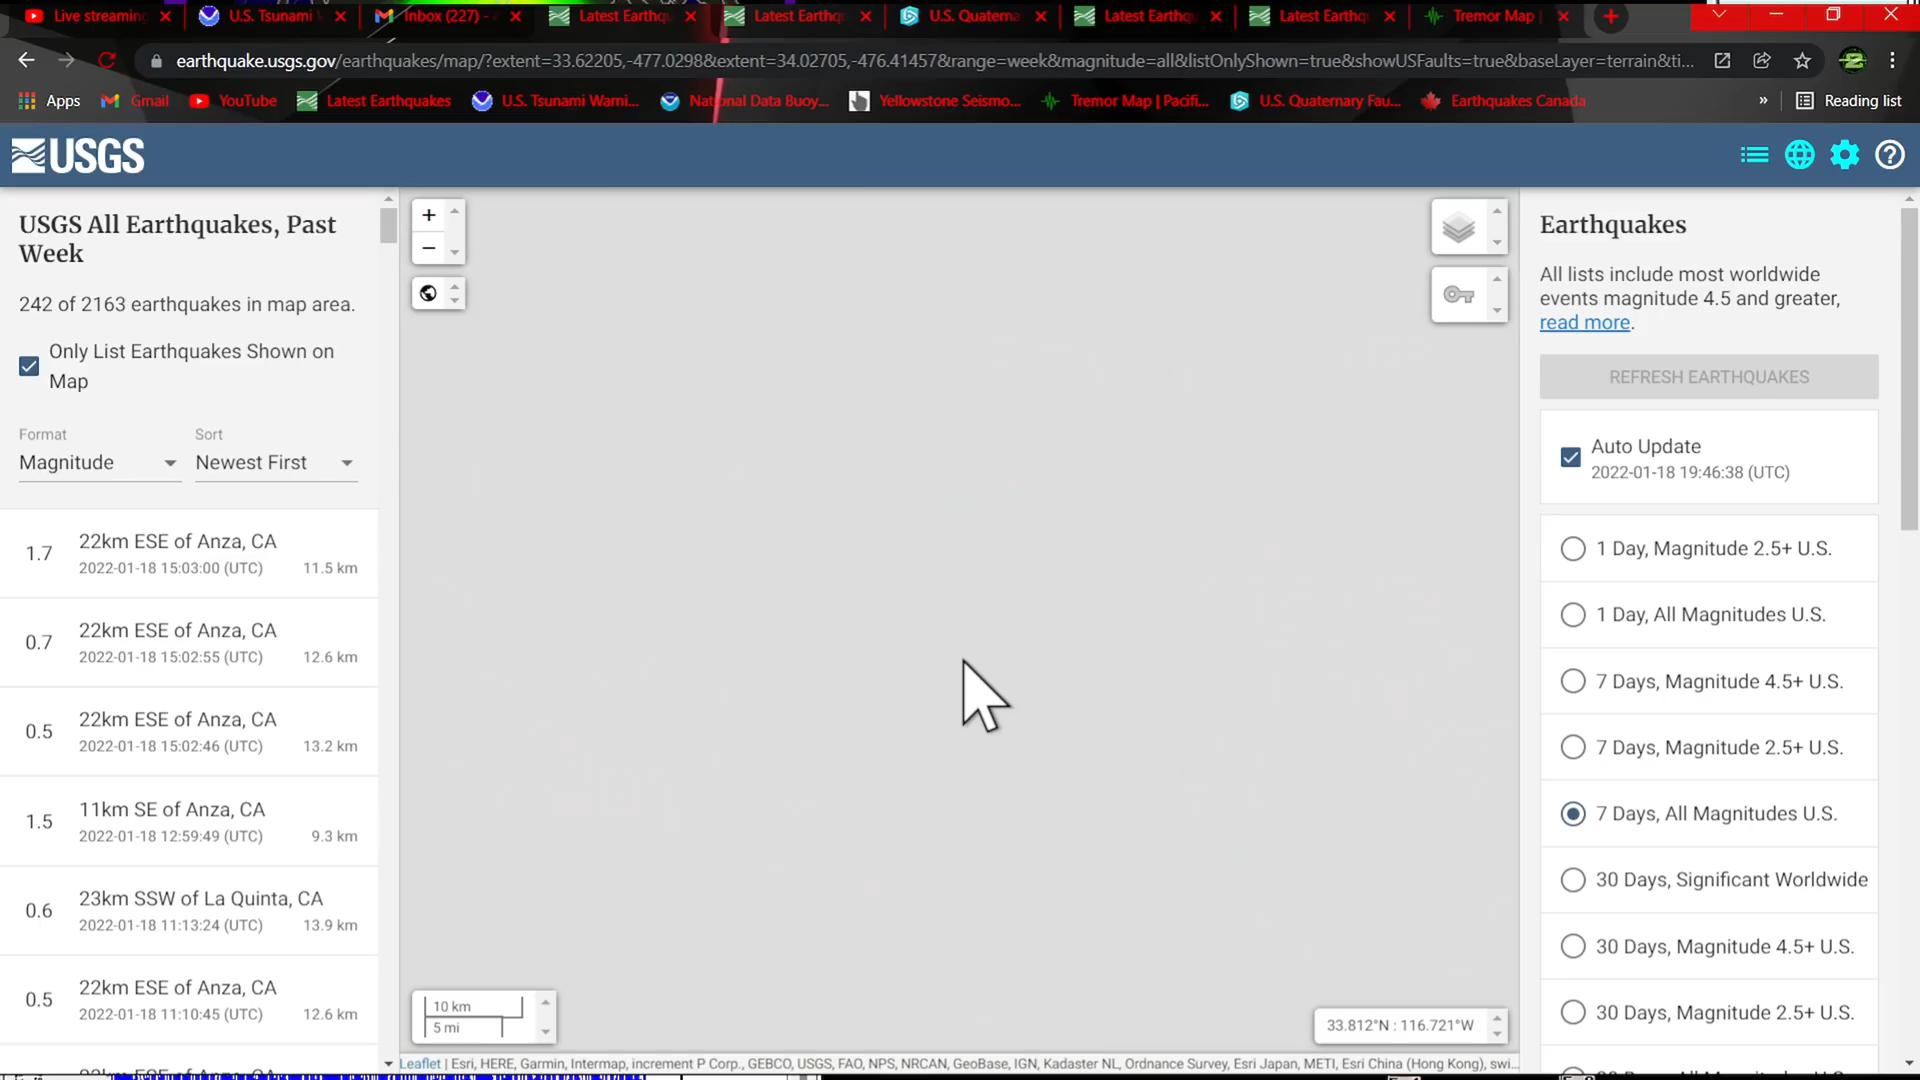 Live streaming
U.S. Tsunami
Inbox (227) -
Latest Earthqu
Latest Earthqu
U.S. Quaterna
Latest Earthqu
Latest Earthqu
Tremor Map |
earthquake.usgs.gov/earthquakes/map/?extent=33.62205,-477.0298&extent=34.02705,-476.41457&range=week&magnitude=all&listOnlyShown=true&showUSFaults=true&baseLayer=terrain&ti...
Apps
Gmail
YouTube
Latest Earthquakes
U.S. Tsunami Warni...
National Data Buoy...
Yellowstone Seismo...
Tremor Map | Pacifi...
U.S. Quaternary Fau...
Earthquakes Canada
»
Reading list
USGS
USGS All Earthquakes, Past
Week
242 of 2163 earthquakes in map area.
Only List Earthquakes Shown on
Map
Format
Magnitude
Sort
Newest First
1.7
22km ESE of Anza, CA
2022-01-18 15:03:00 (UTC) 11.5 km
0.7
22km ESE of Anza, CA
2022-01-18 15:02:55 (UTC) 12.6 km
0.5
22km ESE of Anza, CA
2022-01-18 15:02:46 (UTC) 13.2 km
1.5
11km SE of Anza, CA
2022-01-18 12:59:49 (UTC) 9.3 km
0.6
23km SSW of La Quinta, CA
2022-01-18 11:13:24 (UTC) 13.9 km
0.5
22km ESE of Anza, CA
2022-01-18 11:10:45 (UTC) 12.6 km
+
−
10 km
5 mi
33.812°N : 116.721°W
Leaflet | Esri, HERE, Garmin, Intermap, increment P Corp., GEBCO, USGS, FAO, NPS, NRCAN, GeoBase, IGN, Kadaster NL, Ordnance Survey, Esri Japan, METI, Esri China (Hong Kong), swi...
Earthquakes
All lists include most worldwide
events magnitude 4.5 and greater,
read more.
REFRESH EARTHQUAKES
Auto Update
2022-01-18 19:46:38 (UTC)
1 Day, Magnitude 2.5+ U.S.
1 Day, All Magnitudes U.S.
7 Days, Magnitude 4.5+ U.S.
7 Days, Magnitude 2.5+ U.S.
7 Days, All Magnitudes U.S.
30 Days, Significant Worldwide
30 Days, Magnitude 4.5+ U.S.
30 Days, Magnitude 2.5+ U.S.